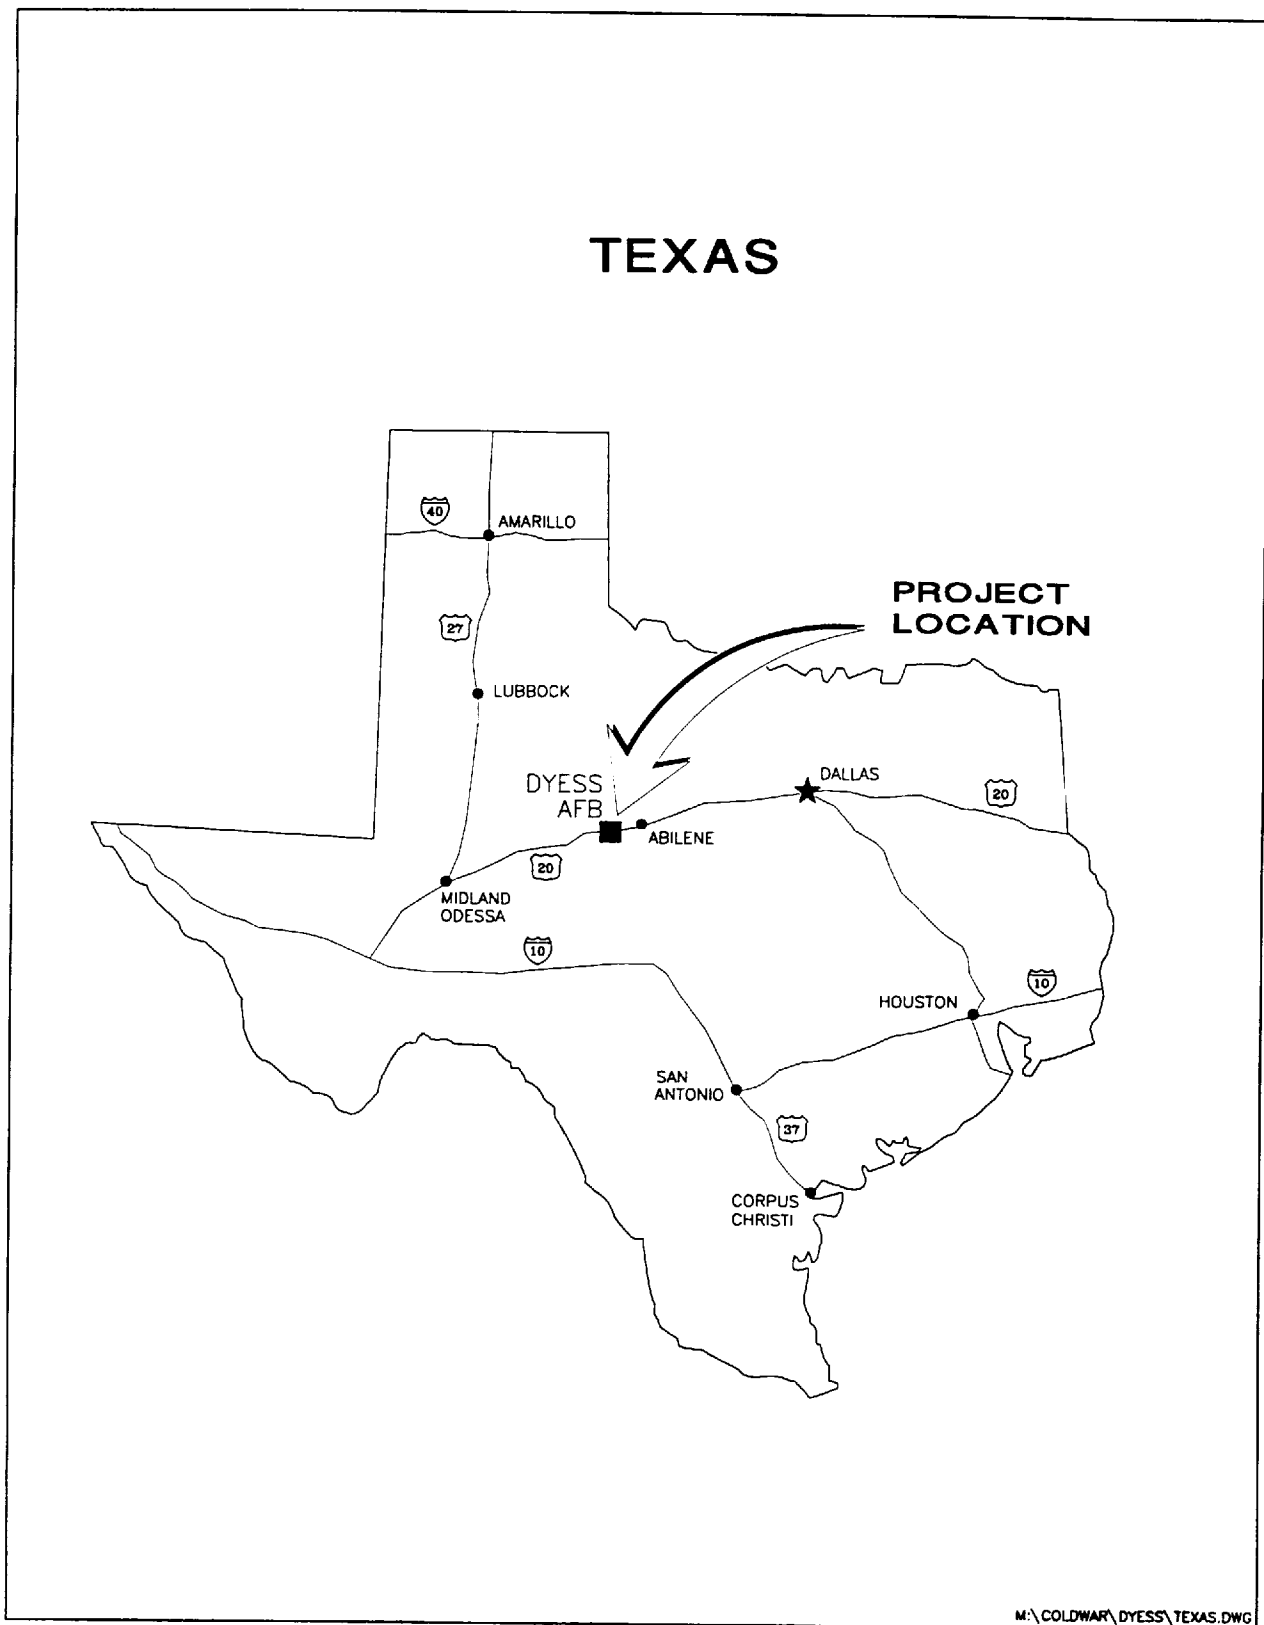 TEXAS
40
AMARILLO
PROJECT
LOCATION
27
LUBBOCK
DYESS
AFB
DALLAS
20
ABILENE
20
MIDLAND
ODESSA
10
10
HOUSTON
SAN
ANTONIO
37
CORPUS
CHRISTI
M:\COLDWAR\DYESS\TEXAS.DWG